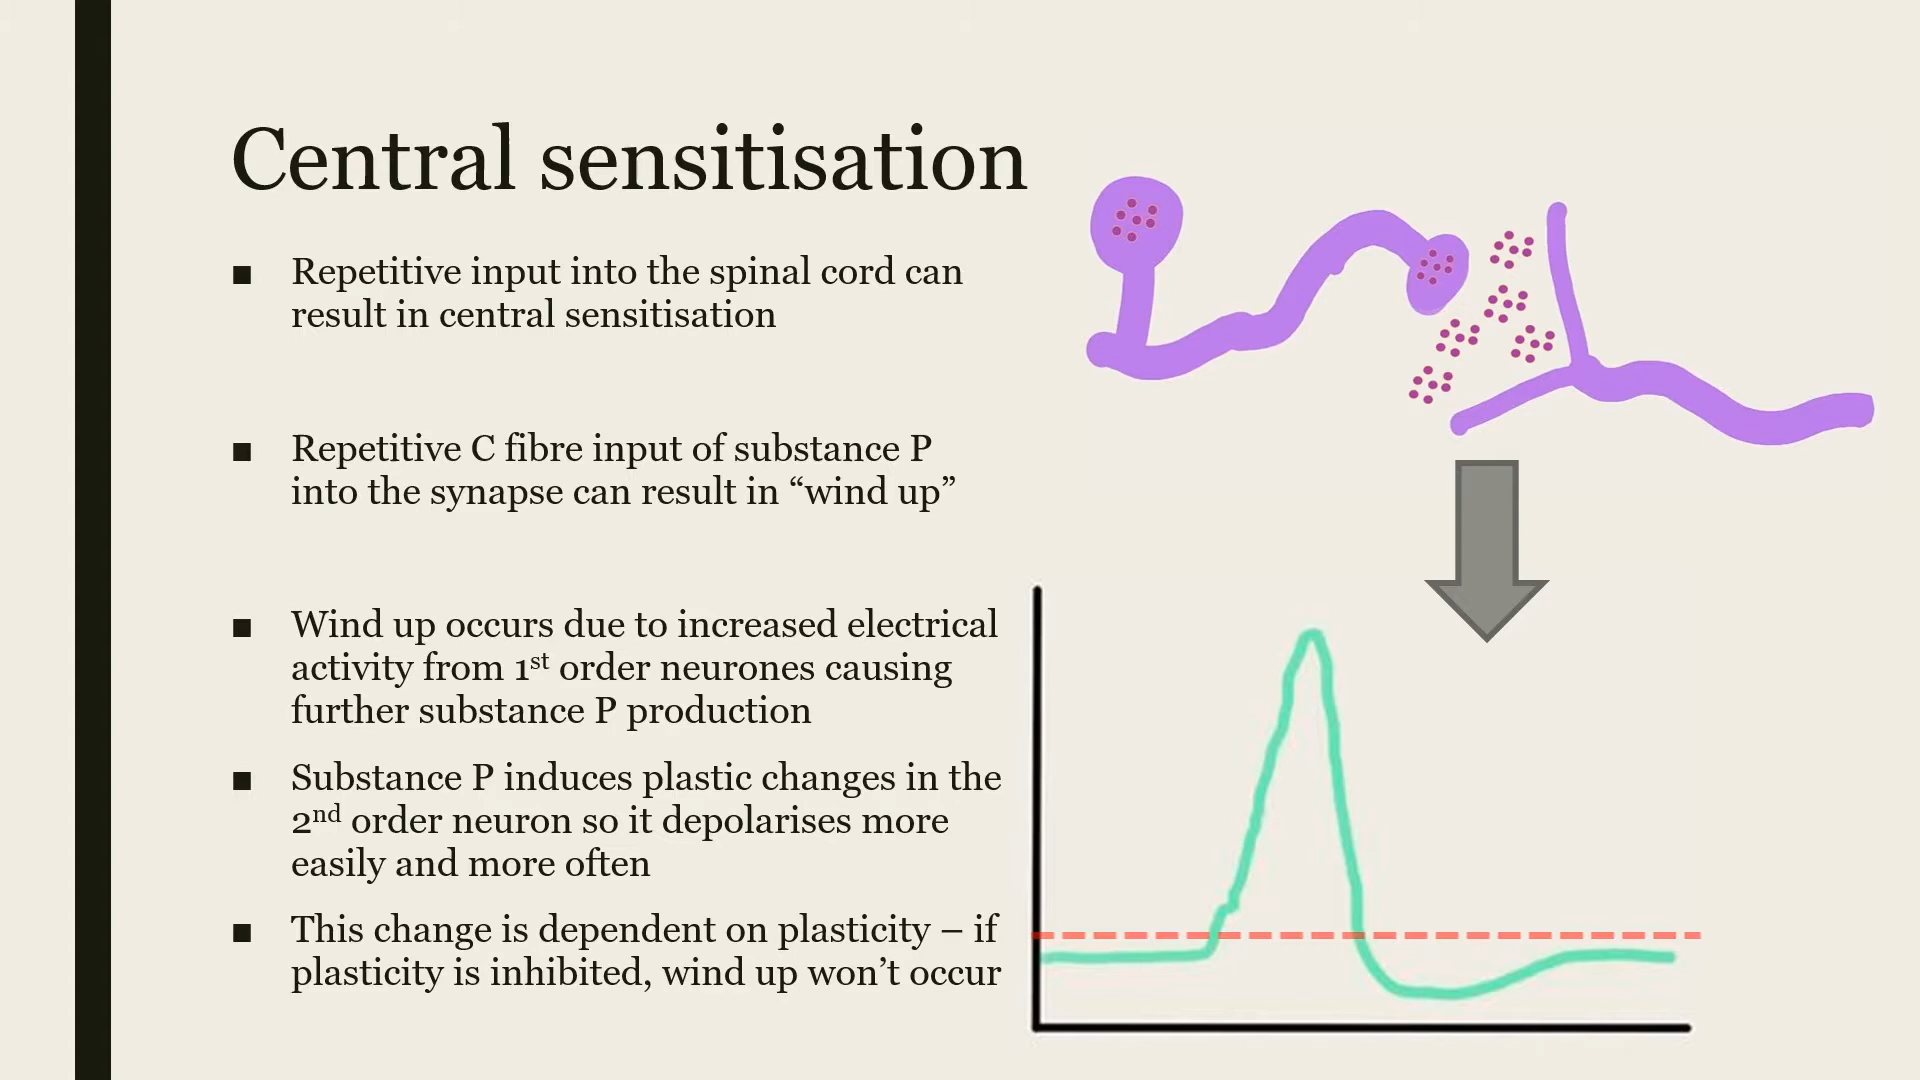 Central sensitisation
■ Repetitive input into the spinal cord can
result in central sensitisation
■ Repetitive C fibre input of substance P
into the synapse can result in “wind up”
■ Wind up occurs due to increased electrical
activity from 1st order neurones causing
further substance P production
■ Substance P induces plastic changes in the
2nd order neuron so it depolarises more
easily and more often
■ This change is dependent on plasticity – if
plasticity is inhibited, wind up won’t occur